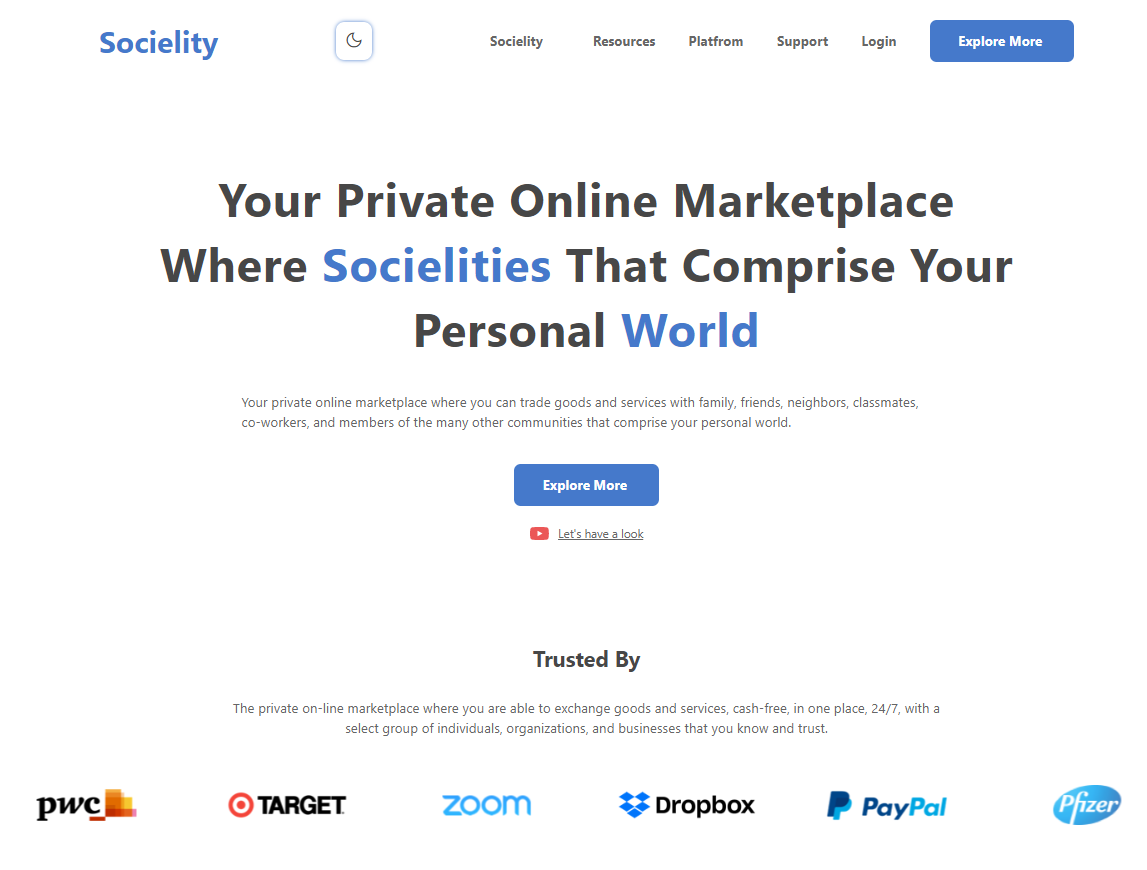 Socielity
Socielity Resources Platfrom Support Login Explore More
Your Private Online Marketplace
Where Socielities That Comprise Your
Personal World
Your private online marketplace where you can trade goods and services with family, friends, neighbors, classmates,
co-workers, and members of the many other communities that comprise your personal world.
Explore More
Let's have a look
Trusted By
The private on-line marketplace where you are able to exchange goods and services, cash-free, in one place, 24/7, with a
select group of individuals, organizations, and businesses that you know and trust.
pwc TARGET zoom Dropbox PayPal Pfizer